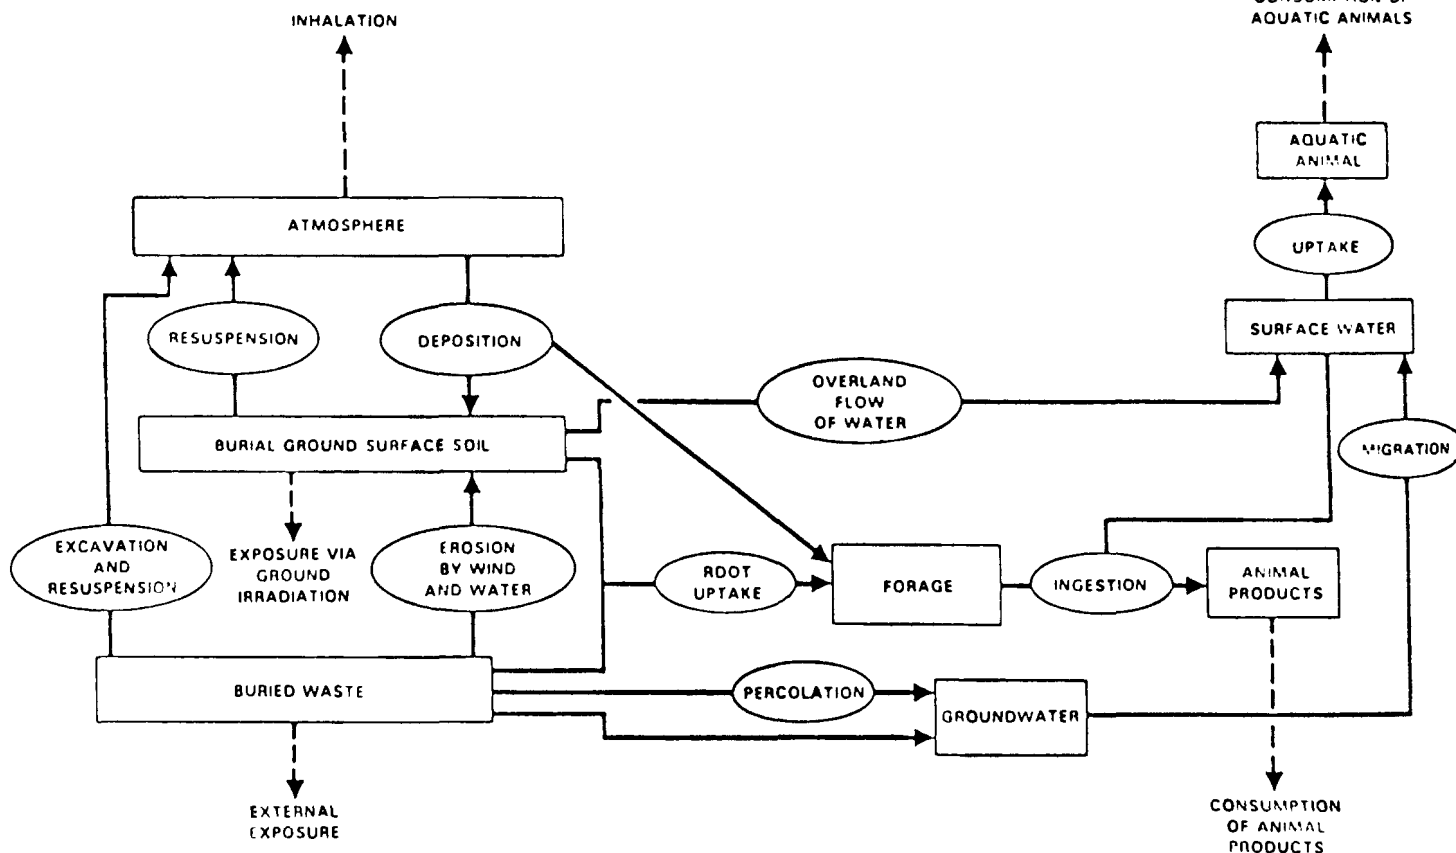 INHALATION
AQUATIC ANIMALS
AQUATIC
ANIMAL
ATMOSPHERE
UPTAKE
RESUSPENSION
DEPOSITION
SURFACE WATER
OVERLAND
FLOW
OF WATER
BURIAL GROUND SURFACE SOIL
MIGRATION
EXCAVATION
AND
RESUSPENSION
EXPOSURE VIA
GROUND
IRRADIATION
EROSION
BY WIND
AND WATER
RDOT
UPTAKE
FORAGE
INGESTION
ANIMAL
PRODUCTS
BURIED WASTE
PERCOLATION
GROUNDWATER
EXTERNAL
EXPOSURE
CONSUMPTION
OF ANIMAL
PRODUCTS